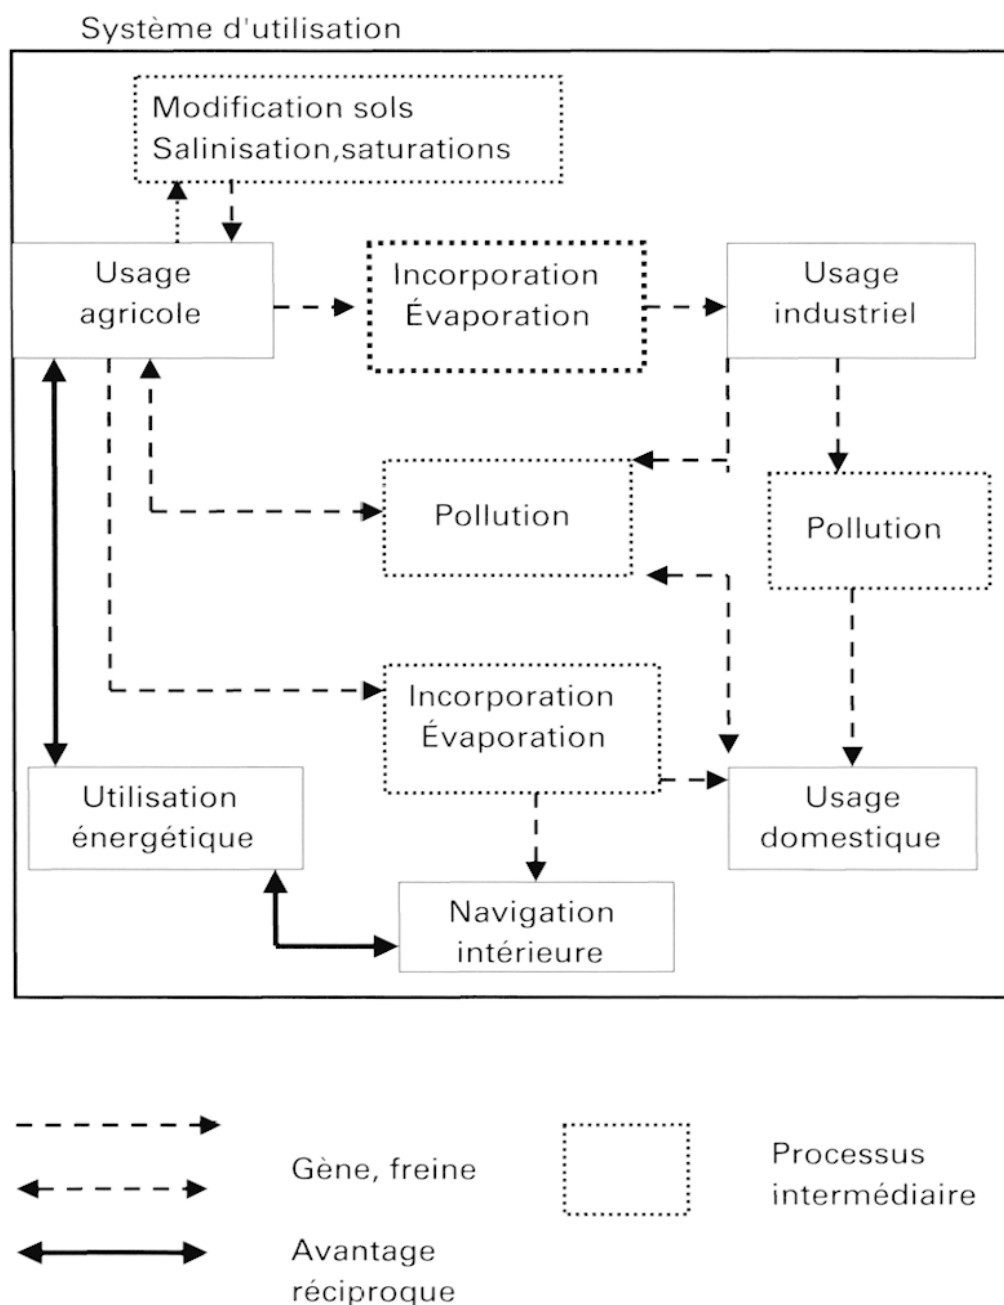 Système d'utilisation
Modification sols
Salinisation,saturations
Usage
agricole
Incorporation
Évaporation
Usage
industriel
Pollution
Pollution
Incorporation
Évaporation
Utilisation
énergétique
Usage
domestique
Navigation
intérieure
Gène, freine
Processus
intermédiaire
Avantage
réciproque